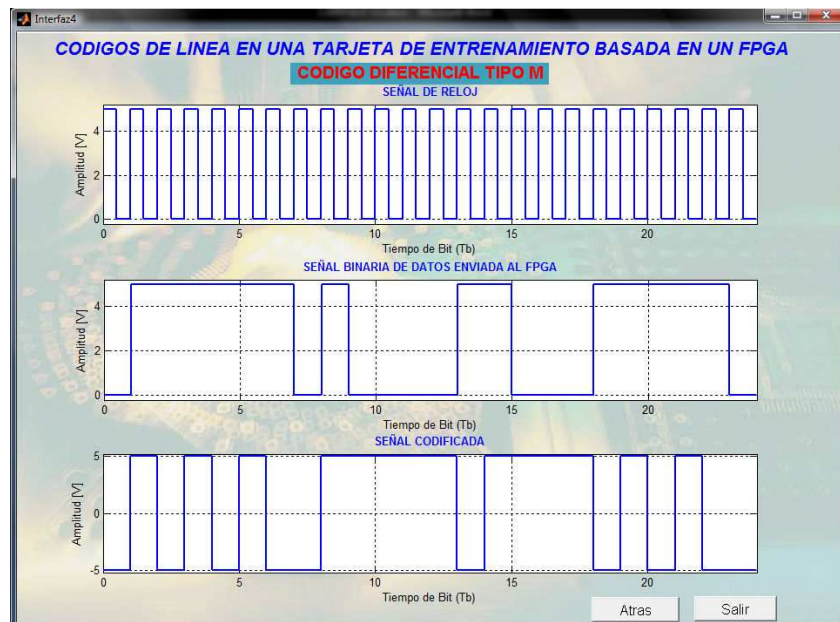 Interfaz4
CODIGOS DE LINEA EN UNA TARJETA DE ENTRENAMIENTO BASADA EN UN FPGA
CODIGO DIFERENCIAL TIPO M
SEÑAL DE RELOJ
Amplitud [V]
4
2
0
0 5 10 15 20
Tiempo de Bit (Tb)
SEÑAL BINARIA DE DATOS ENVIADA AL FPGA
Amplitud [V]
4
2
0
0 5 10 15 20
Tiempo de Bit (Tb)
SEÑAL CODIFICADA
Amplitud [V]
5
0
-5
0 5 10 15 20
Tiempo de Bit (Tb)
Atras Salir